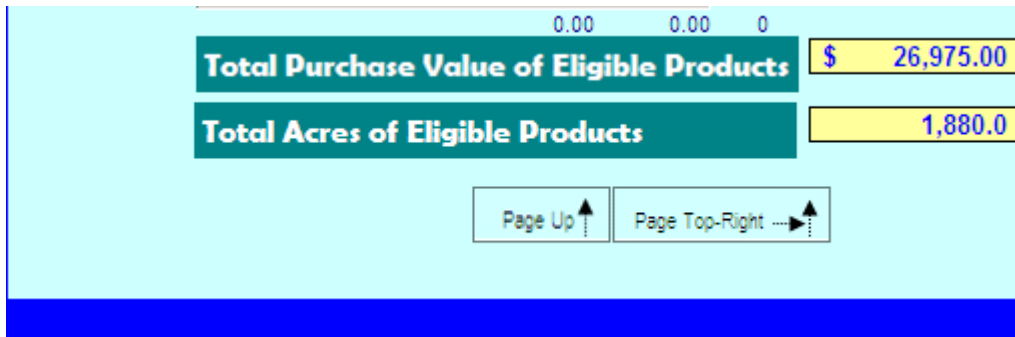 0.00 0.00 0
Total Purchase Value of Eligible Products $ 26,975.00
Total Acres of Eligible Products 1,880.0
Page Up Page Top-Right